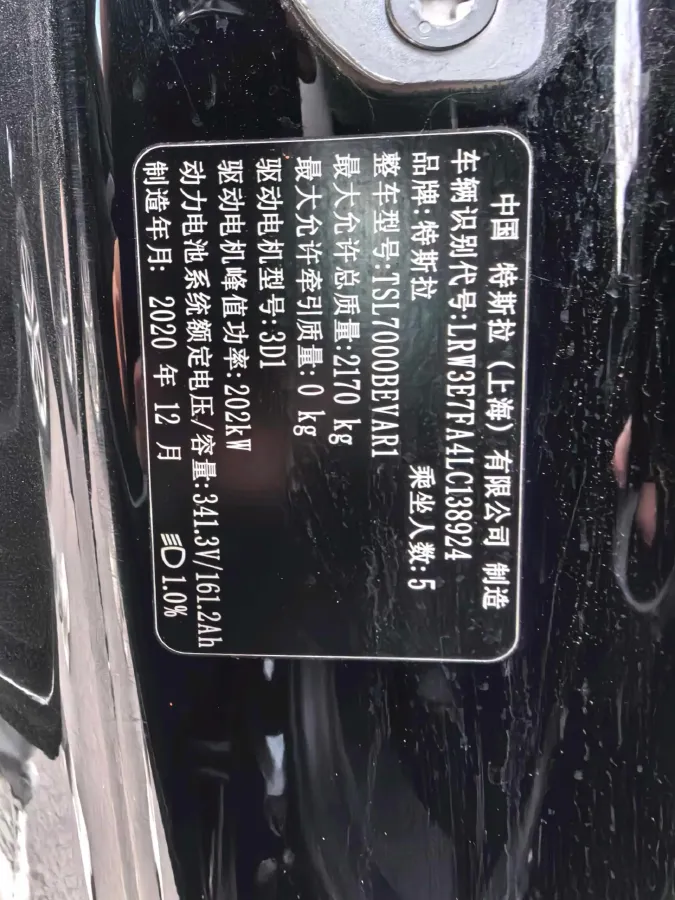 中国 特斯拉（上海）有限公司 制造
车辆识别代号:LRW3E7FA4LC138924
品牌:特斯拉 乘坐人数:5
整车型号:TSL7000BEVAR1
最大允许总质量:2170 kg
最大允许牵引质量:0 kg
驱动电机型号:3D1
驱动电机峰值功率:202kW
动力电池系统额定电压/容量:341.3V/161.2Ah
制造年月: 2020 年 12 月 1.0%